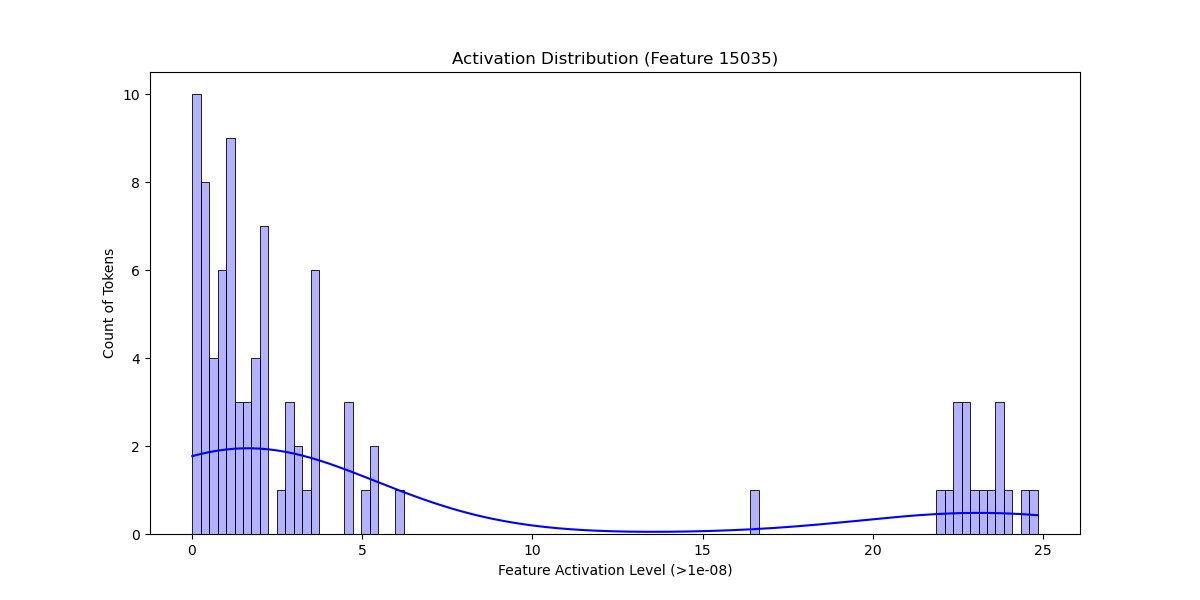 Activation Distribution (Feature 15035)
10
8
6
4
2
0
Count of Tokens
0 5 10 15 20 25
Feature Activation Level (>1e-08)